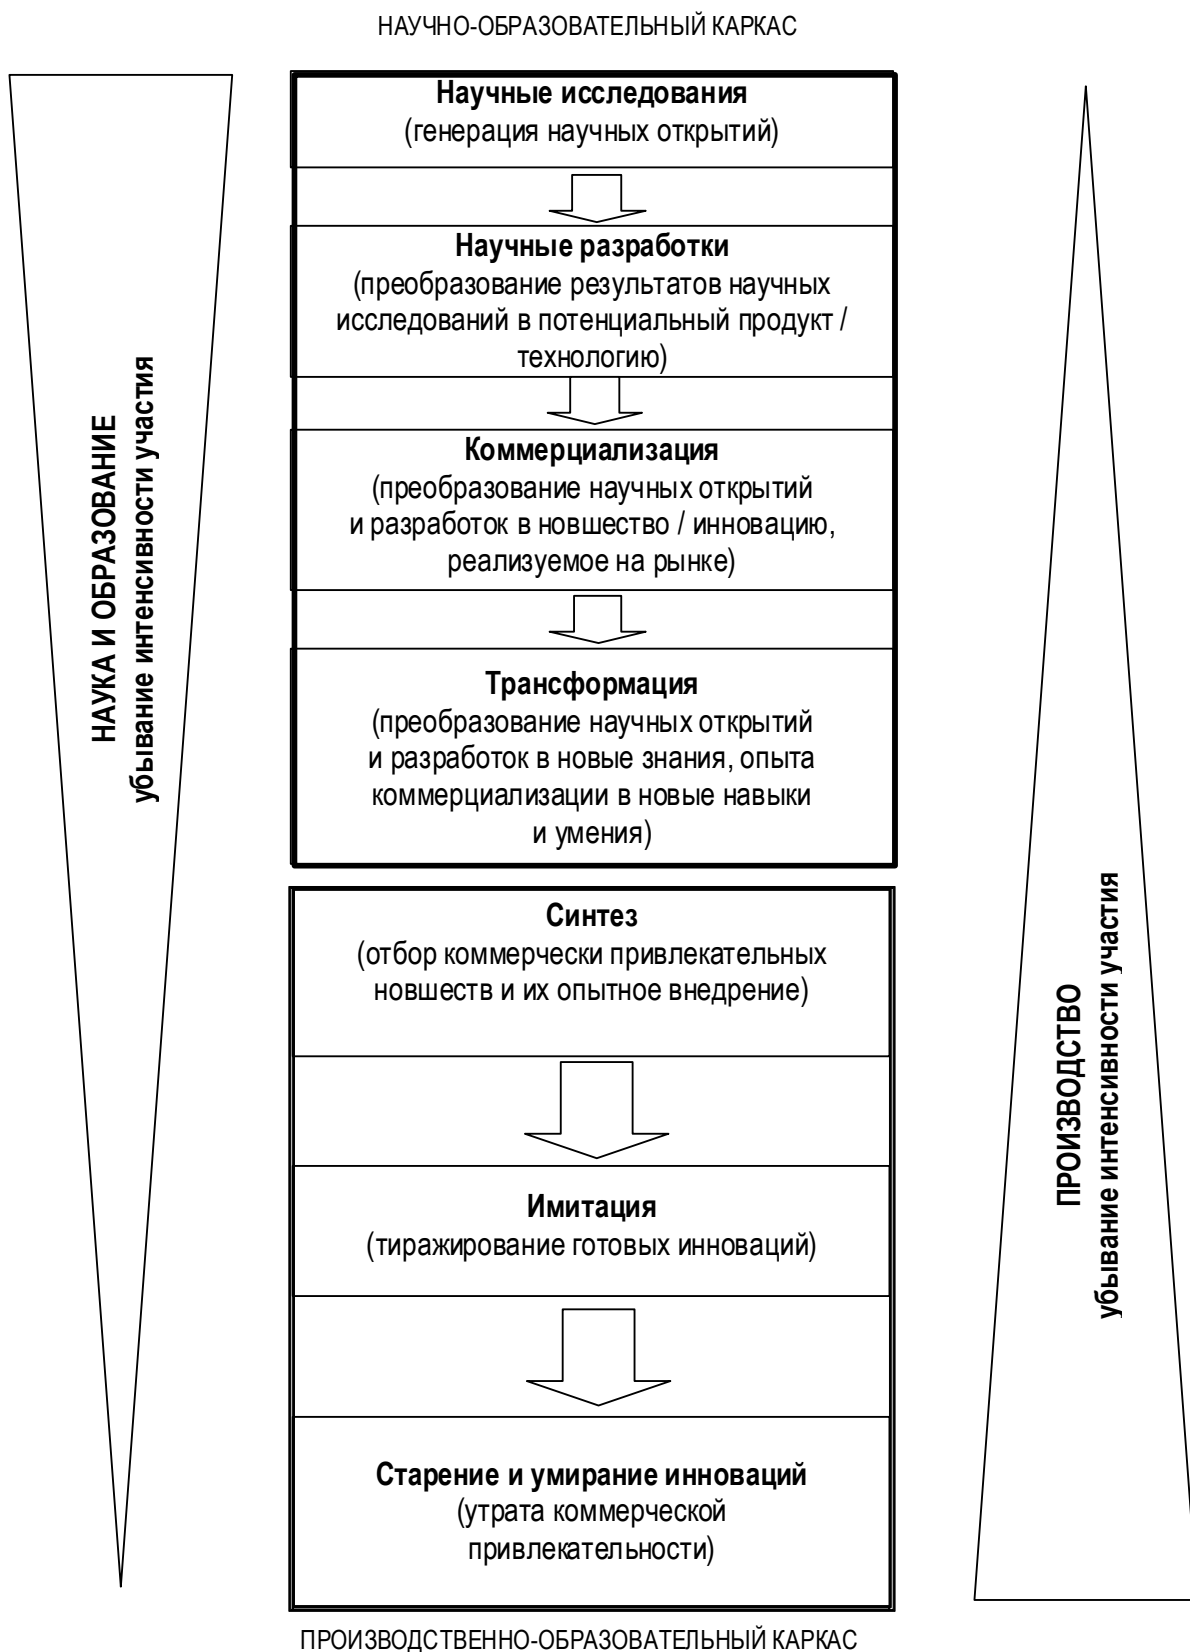 НАУЧНО-ОБРАЗОВАТЕЛЬНЫЙ КАРКАС
Научные исследования
(генерация научных открытий)
Научные разработки
(преобразование результатов научных
исследований в потенциальный продукт /
технологию)
Коммерциализация
(преобразование научных открытий
и разработок в новшество / инновацию,
реализуемое на рынке)
Трансформация
(преобразование научных открытий
и разработок в новые знания, опыта
коммерциализации в новые навыки
и умения)
Синтез
(отбор коммерчески привлекательных
новшеств и их опытное внедрение)
Имитация
(тиражирование готовых инноваций)
Старение и умирание инноваций
(утрата коммерческой
привлекательности)
ПРОИЗВОДСТВЕННО-ОБРАЗОВАТЕЛЬНЫЙ КАРКАС
НАУКА И ОБРАЗОВАНИЕ
убывание интенсивности участия
ПРОИЗВОДСТВО
убывание интенсивности участия